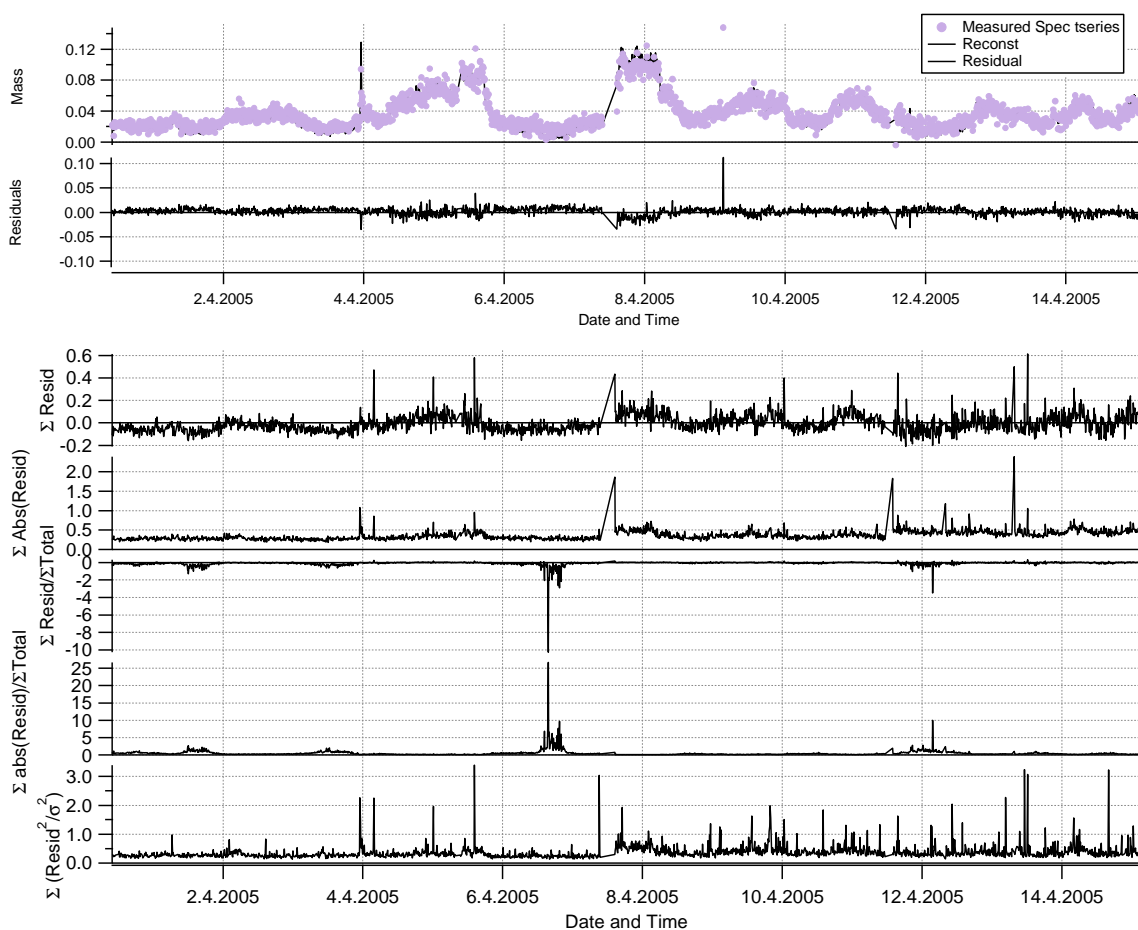 Measured Spec tseries
Reconst
Residual
Mass
0.12
0.08
0.04
0.00
Residuals
0.10
0.05
0.00
-0.05
-0.10
2.4.2005 4.4.2005 6.4.2005 8.4.2005 10.4.2005 12.4.2005 14.4.2005
Date and Time
Σ Resid
0.6
0.4
0.2
0.0
-0.2
Σ Abs(Resid)
2.0
1.5
1.0
0.5
0.0
Σ Resid/ΣTotal
0
-2
-4
-6
-8
-10
Σ abs(Resid)/ΣTotal
25
20
15
10
5
0
Σ (Resid²/σ²)
3.0
2.0
1.0
0.0
2.4.2005 4.4.2005 6.4.2005 8.4.2005 10.4.2005 12.4.2005 14.4.2005
Date and Time